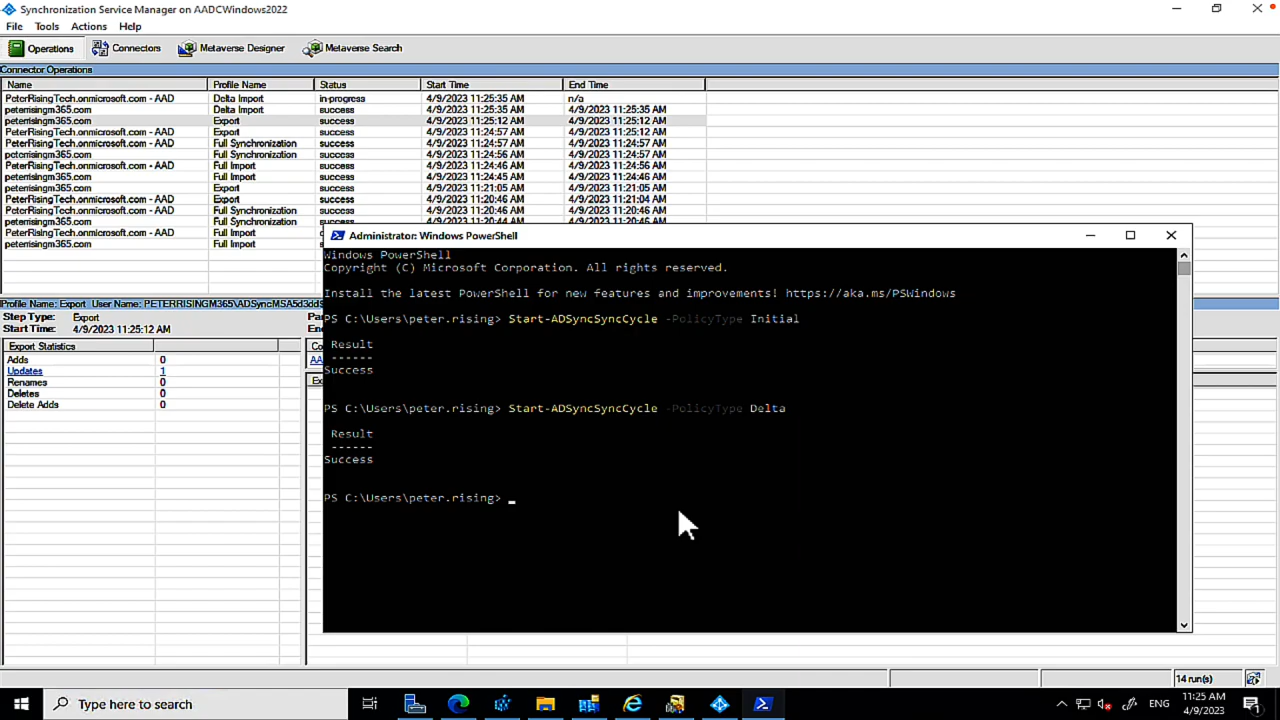 Synchronization Service Manager on AADCWindows2022
File Tools Actions Help
Operations Connectors Metaverse Designer Metaverse Search
Connector Operations
Name Profile Name Status Start Time End Time
PeterRisingTech.onmicrosoft.com - AAD Delta Import in-progress 4/9/2023 11:25:35 AM n/a
peterrisingm365.com Delta Import success 4/9/2023 11:25:35 AM 4/9/2023 11:25:35 AM
peterrisingm365.com Export success 4/9/2023 11:25:12 AM 4/9/2023 11:25:12 AM
PeterRisingTech.onmicrosoft.com - AAD Export success 4/9/2023 11:24:57 AM 4/9/2023 11:25:12 AM
PeterRisingTech.onmicrosoft.com - AAD Full Synchronization success 4/9/2023 11:24:57 AM 4/9/2023 11:24:57 AM
peterrisingm365.com Full Synchronization success 4/9/2023 11:24:56 AM 4/9/2023 11:24:57 AM
PeterRisingTech.onmicrosoft.com - AAD Full Import success 4/9/2023 11:24:46 AM 4/9/2023 11:24:56 AM
peterrisingm365.com Full Import success 4/9/2023 11:24:45 AM 4/9/2023 11:24:46 AM
peterrisingm365.com Export success 4/9/2023 11:21:05 AM 4/9/2023 11:21:05 AM
PeterRisingTech.onmicrosoft.com - AAD Export success 4/9/2023 11:20:46 AM 4/9/2023 11:21:04 AM
PeterRisingTech.onmicrosoft.com - AAD Full Synchronization success 4/9/2023 11:20:46 AM 4/9/2023 11:20:46 AM
peterrisingm365.com Full Synchronization success 4/9/2023 11:20:44 AM 4/9/2023 11:20:46 AM
PeterRisingTech.onmicrosoft.com - AAD Full Import
peterrisingm365.com Full Import
Administrator: Windows PowerShell
Windows PowerShell
Copyright (C) Microsoft Corporation. All rights reserved.
Install the latest PowerShell for new features and improvements! https://aka.ms/PSWindows
PS C:\Users\peter.rising> Start-ADSyncSyncCycle -PolicyType Initial
Result
------
Success
PS C:\Users\peter.rising> Start-ADSyncSyncCycle -PolicyType Delta
Result
------
Success
PS C:\Users\peter.rising> _
Profile Name: Export User Name: PETERRISINGM365\ADSyncMSA5d3dd$
Step Type: Export
Start Time: 4/9/2023 11:25:12 AM
Export Statistics
Adds 0
Updates 1
Renames 0
Deletes 0
Delete Adds 0
14 run(s)
Type here to search
ENG
11:25 AM
4/9/2023